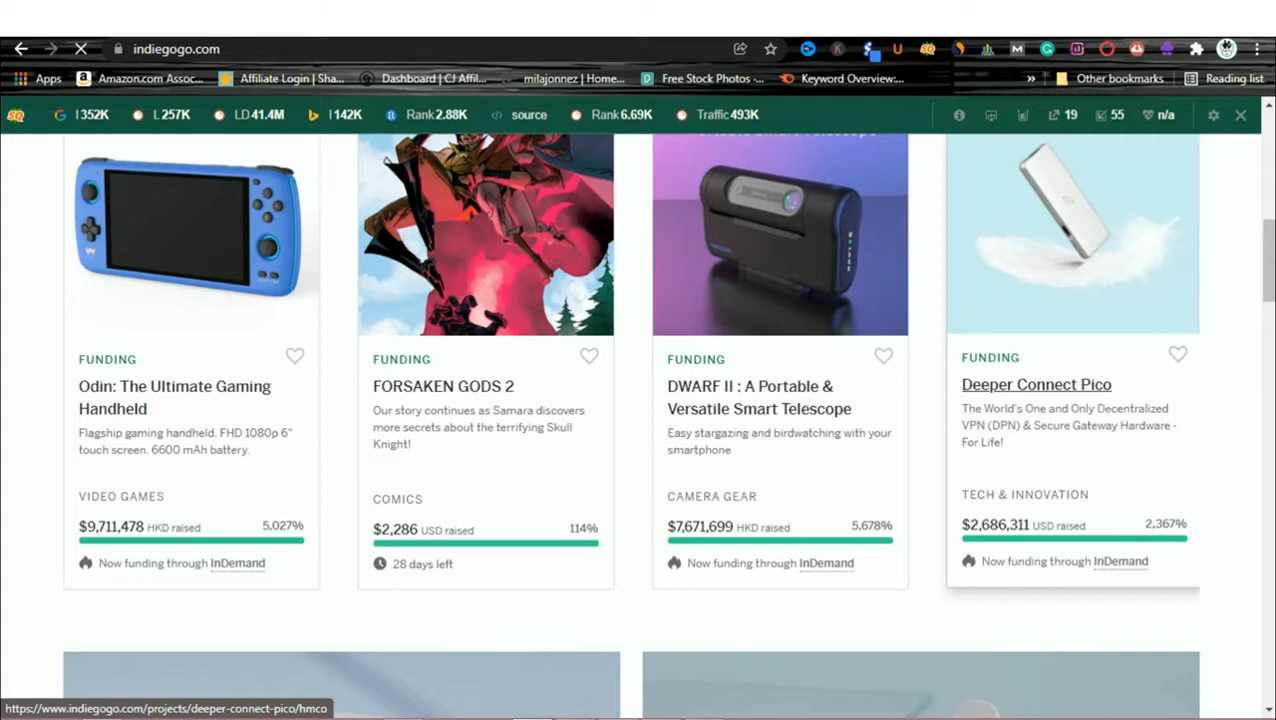 indiegogo.com
Apps
Amazon.com Assoc...
Affiliate Login | Sha...
Dashboard | CJ Affil...
milajonnez | Home...
Free Stock Photos -...
Keyword Overview:...
»
Other bookmarks
Reading list
I 352K
L 257K
LD 41.4M
I 142K
Rank 2.88K
source
Rank 6.69K
Traffic 493K
19
55
n/a
FUNDING
Odin: The Ultimate Gaming
Handheld
Flagship gaming handheld. FHD 1080p 6"
touch screen. 6600 mAh battery.
VIDEO GAMES
$9,711,478 HKD raised 5,027%
Now funding through InDemand
FUNDING
FORSAKEN GODS 2
Our story continues as Samara discovers
more secrets about the terrifying Skull
Knight!
COMICS
$2,286 USD raised 114%
28 days left
FUNDING
DWARF II : A Portable &
Versatile Smart Telescope
Easy stargazing and birdwatching with your
smartphone
CAMERA GEAR
$7,671,699 HKD raised 5,678%
Now funding through InDemand
FUNDING
Deeper Connect Pico
The World's One and Only Decentralized
VPN (DPN) & Secure Gateway Hardware -
For Life!
TECH & INNOVATION
$2,686,311 USD raised 2,367%
Now funding through InDemand
https://www.indiegogo.com/projects/deeper-connect-pico/hmco